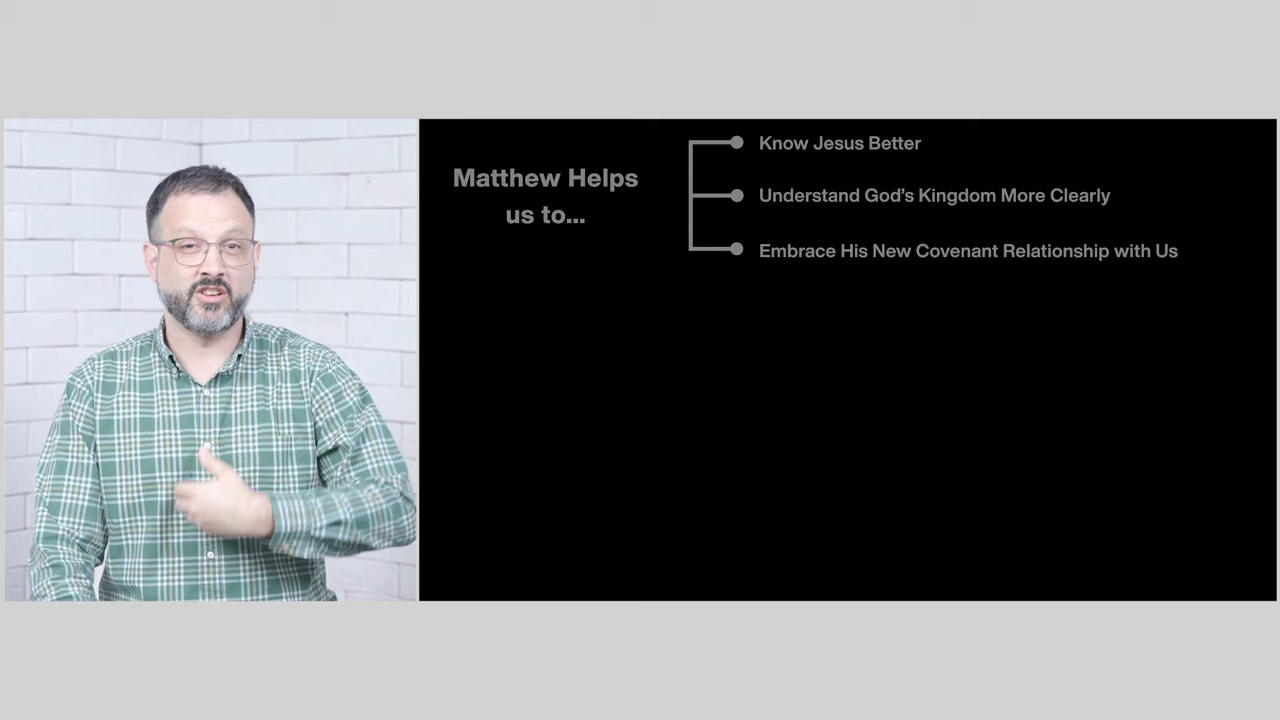 Matthew Helps
us to...
Know Jesus Better
Understand God’s Kingdom More Clearly
Embrace His New Covenant Relationship with Us